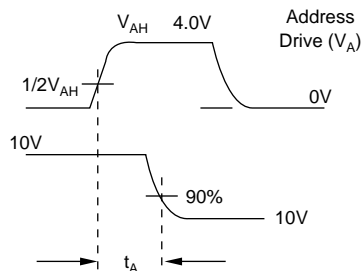 V_AH 4.0V Address
Drive (V_A)
1/2V_AH
0V
10V
90%
10V
t_A